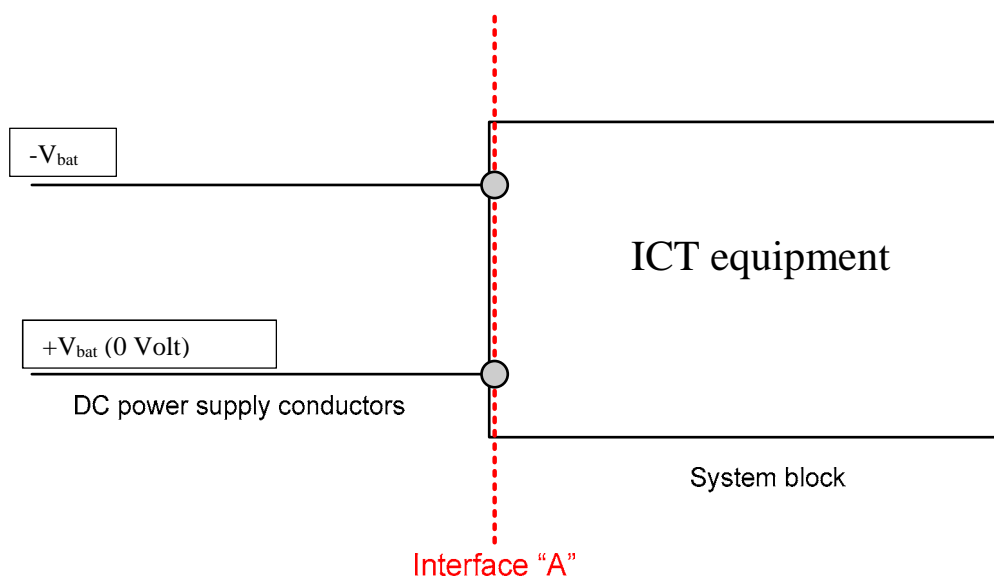 -Vbat
ICT equipment
+Vbat (0 Volt)
DC power supply conductors
System block
Interface “A”